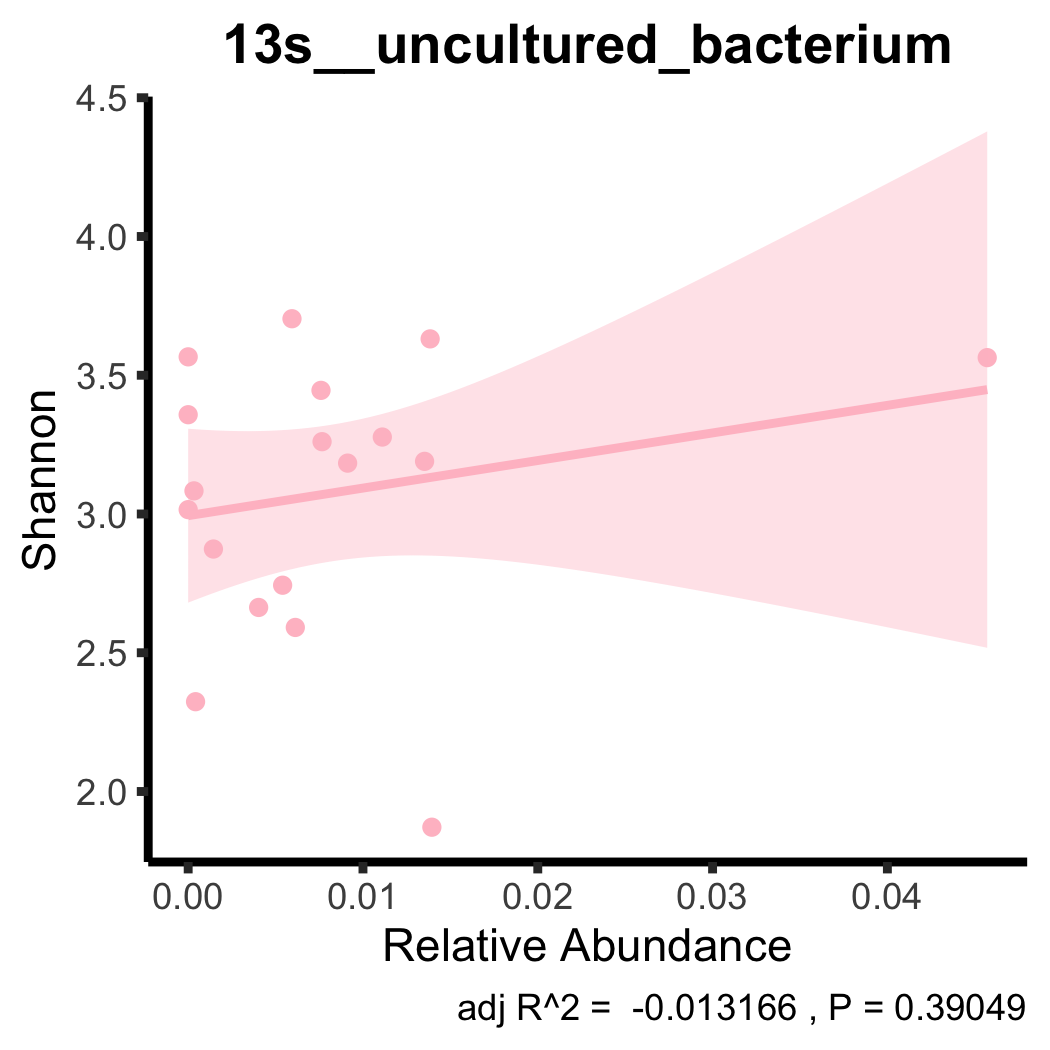 13s__uncultured_bacterium
4.5
4.0
3.5
3.0
2.5
2.0
Shannon
0.00 0.01 0.02 0.03 0.04
Relative Abundance
adj R^2 =  -0.013166 , P = 0.39049